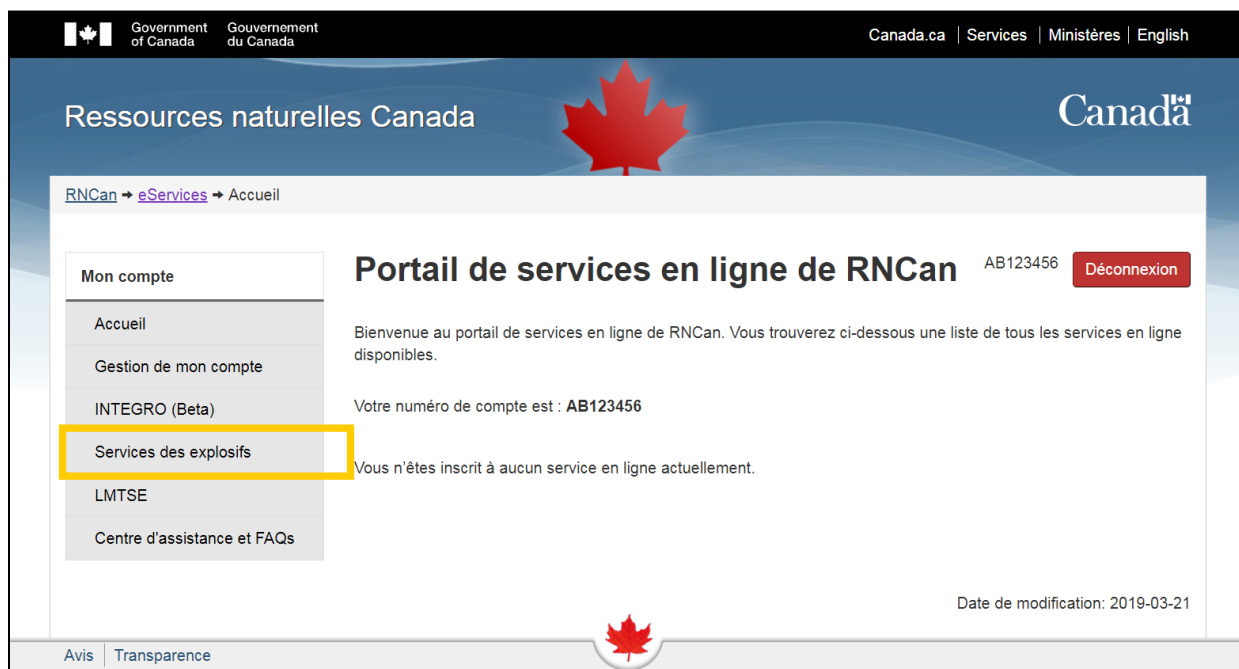 Government of Canada
Gouvernement du Canada
Canada.ca | Services | Ministères | English
Ressources naturelles Canada
Canada
RNCan → eServices → Accueil
Mon compte
Accueil
Gestion de mon compte
INTEGRO (Beta)
Services des explosifs
LMTSE
Centre d'assistance et FAQs
Portail de services en ligne de RNCan
AB123456
Déconnexion
Bienvenue au portail de services en ligne de RNCan. Vous trouverez ci-dessous une liste de tous les services en ligne
disponibles.
Votre numéro de compte est : AB123456
Vous n'êtes inscrit à aucun service en ligne actuellement.
Date de modification: 2019-03-21
Avis | Transparence